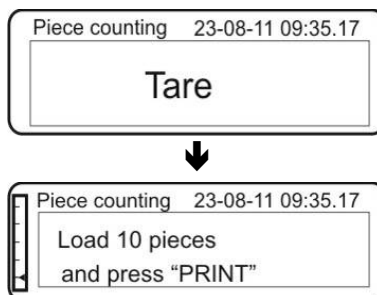 Piece counting 23-08-11 09:35.17
Tare
Piece counting 23-08-11 09:35.17
Load 10 pieces
and press “PRINT”